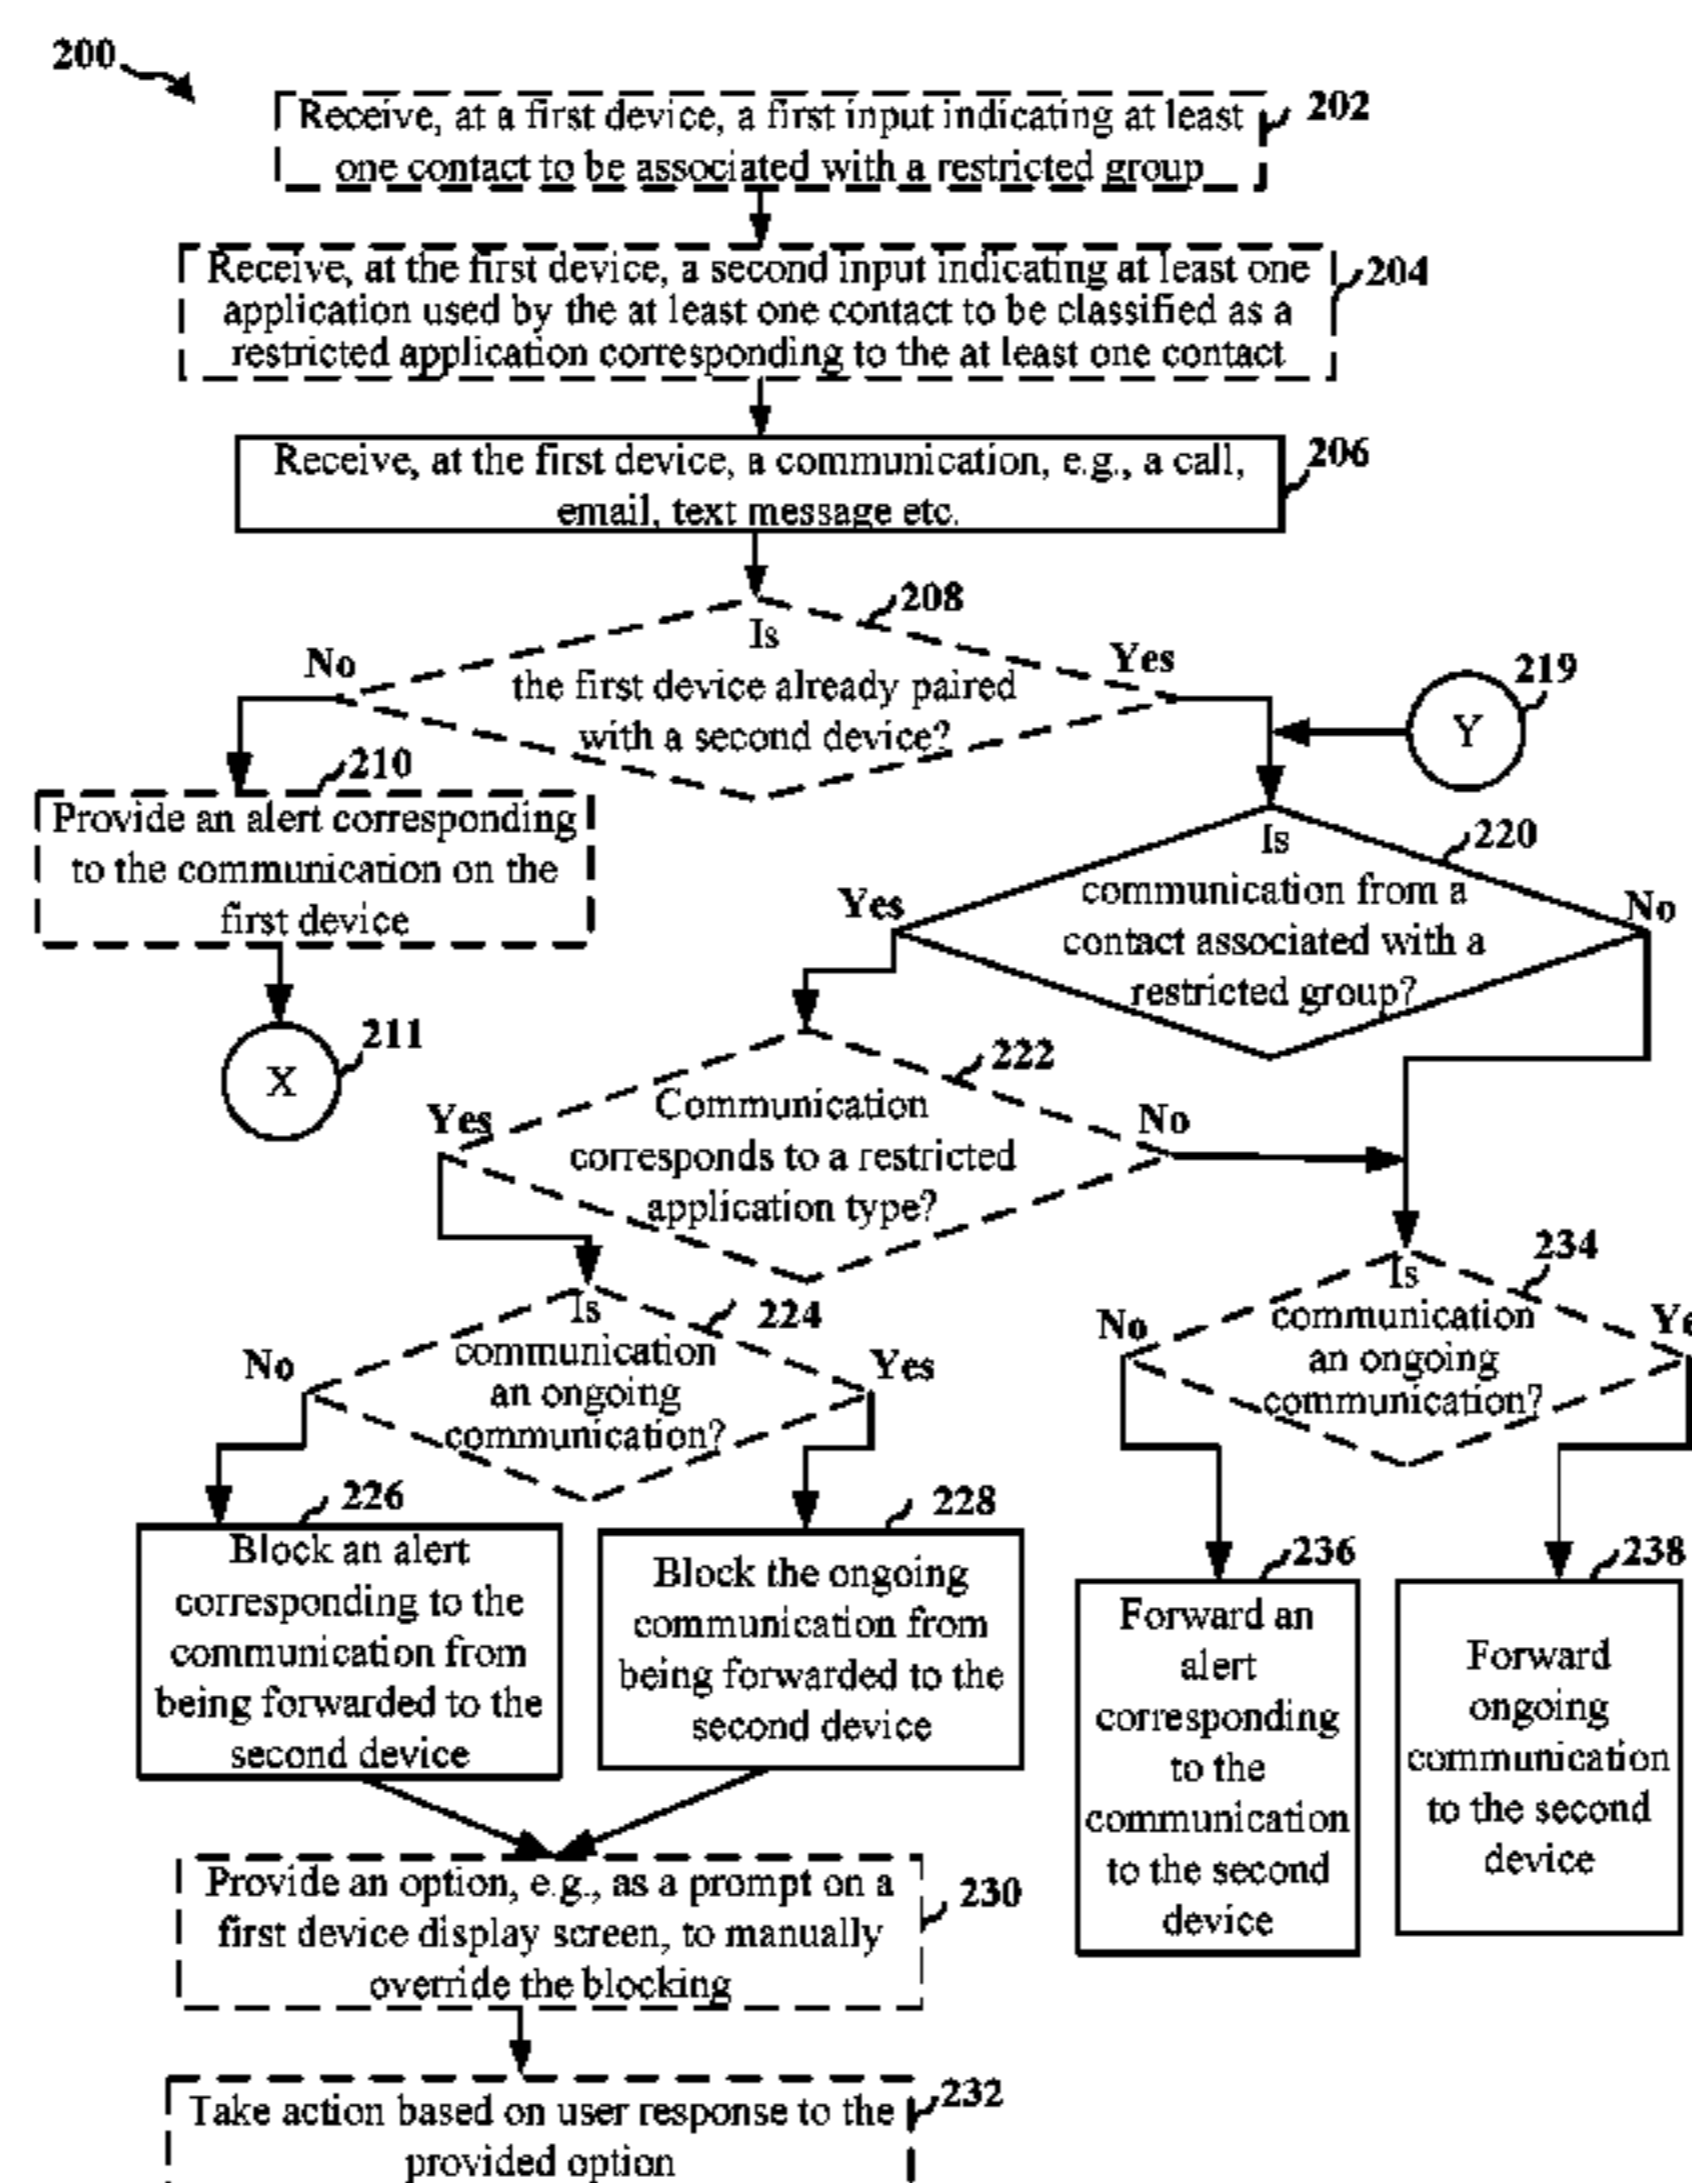 200
Receive, at a first device, a first input indicating at least
one contact to be associated with a restricted group
202
Receive, at the first device, a second input indicating at least one
application used by the at least one contact to be classified as a
restricted application corresponding to the at least one contact
204
Receive, at the first device, a communication, e.g., a call,
email, text message etc.
206
208
Is
the first device already paired
with a second device?
No
Yes
219
Y
210
Provide an alert corresponding
to the communication on the
first device
211
X
220
Is
communication from a
contact associated with a
restricted group?
Yes
No
222
Communication
corresponds to a restricted
application type?
Yes
No
224
Is
communication
an ongoing
communication?
No
Yes
234
Is
communication
an ongoing
communication?
No
Ye
226
Block an alert
corresponding to the
communication from
being forwarded to the
second device
228
Block the ongoing
communication from
being forwarded to the
second device
236
Forward an
alert
corresponding
to the
communication
to the second
device
238
Forward
ongoing
communication
to the second
device
Provide an option, e.g., as a prompt on a
first device display screen, to manually
override the blocking
230
Take action based on user response to the
provided option
232